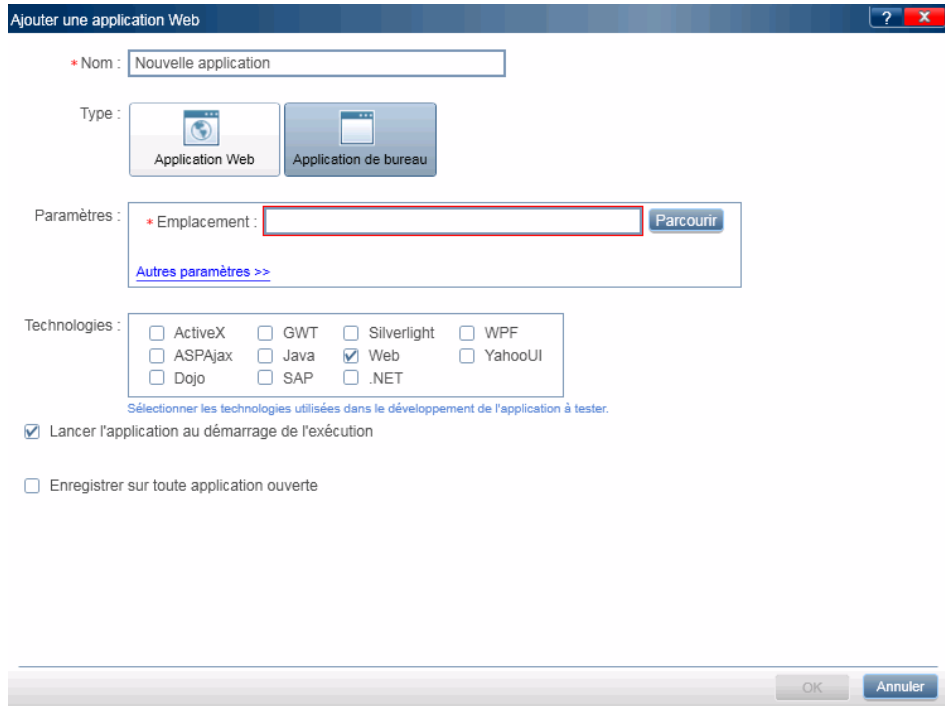 Ajouter une application Web ? x
* Nom : Nouvelle application
Type :
Application Web Application de bureau
Paramètres :
* Emplacement : Parcourir
Autres paramètres >>
Technologies :
ActiveX GWT Silverlight WPF
ASPAjax Java Web YahooUI
Dojo SAP .NET
Sélectionner les technologies utilisées dans le développement de l'application à tester.
Lancer l'application au démarrage de l'exécution
Enregistrer sur toute application ouverte
OK Annuler